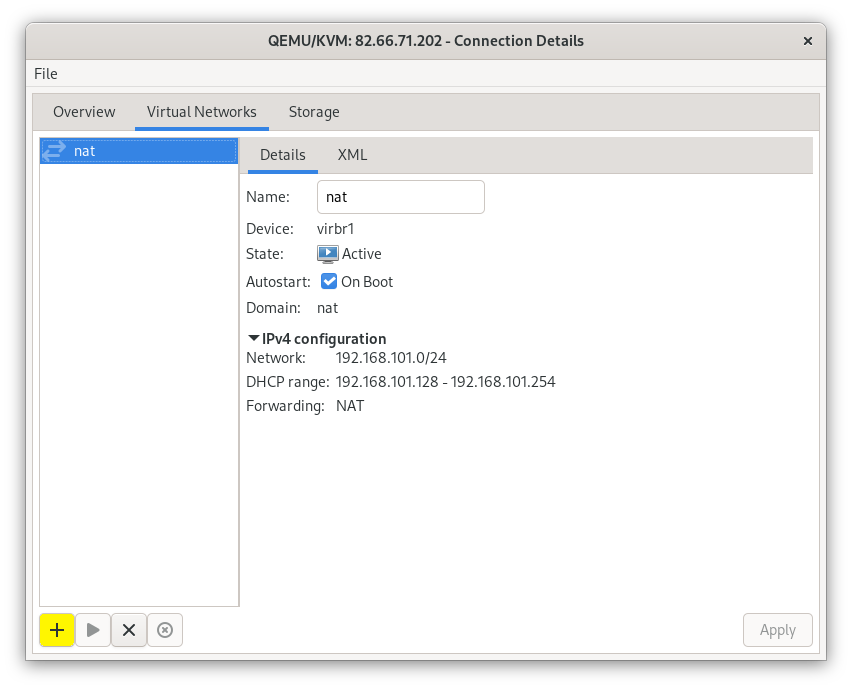 QEMU/KVM: 82.66.71.202 - Connection Details
File
Overview Virtual Networks Storage
nat
Details XML
Name: nat
Device: virbr1
State: Active
Autostart: On Boot
Domain: nat
IPv4 configuration
Network: 192.168.101.0/24
DHCP range: 192.168.101.128 - 192.168.101.254
Forwarding: NAT
Apply